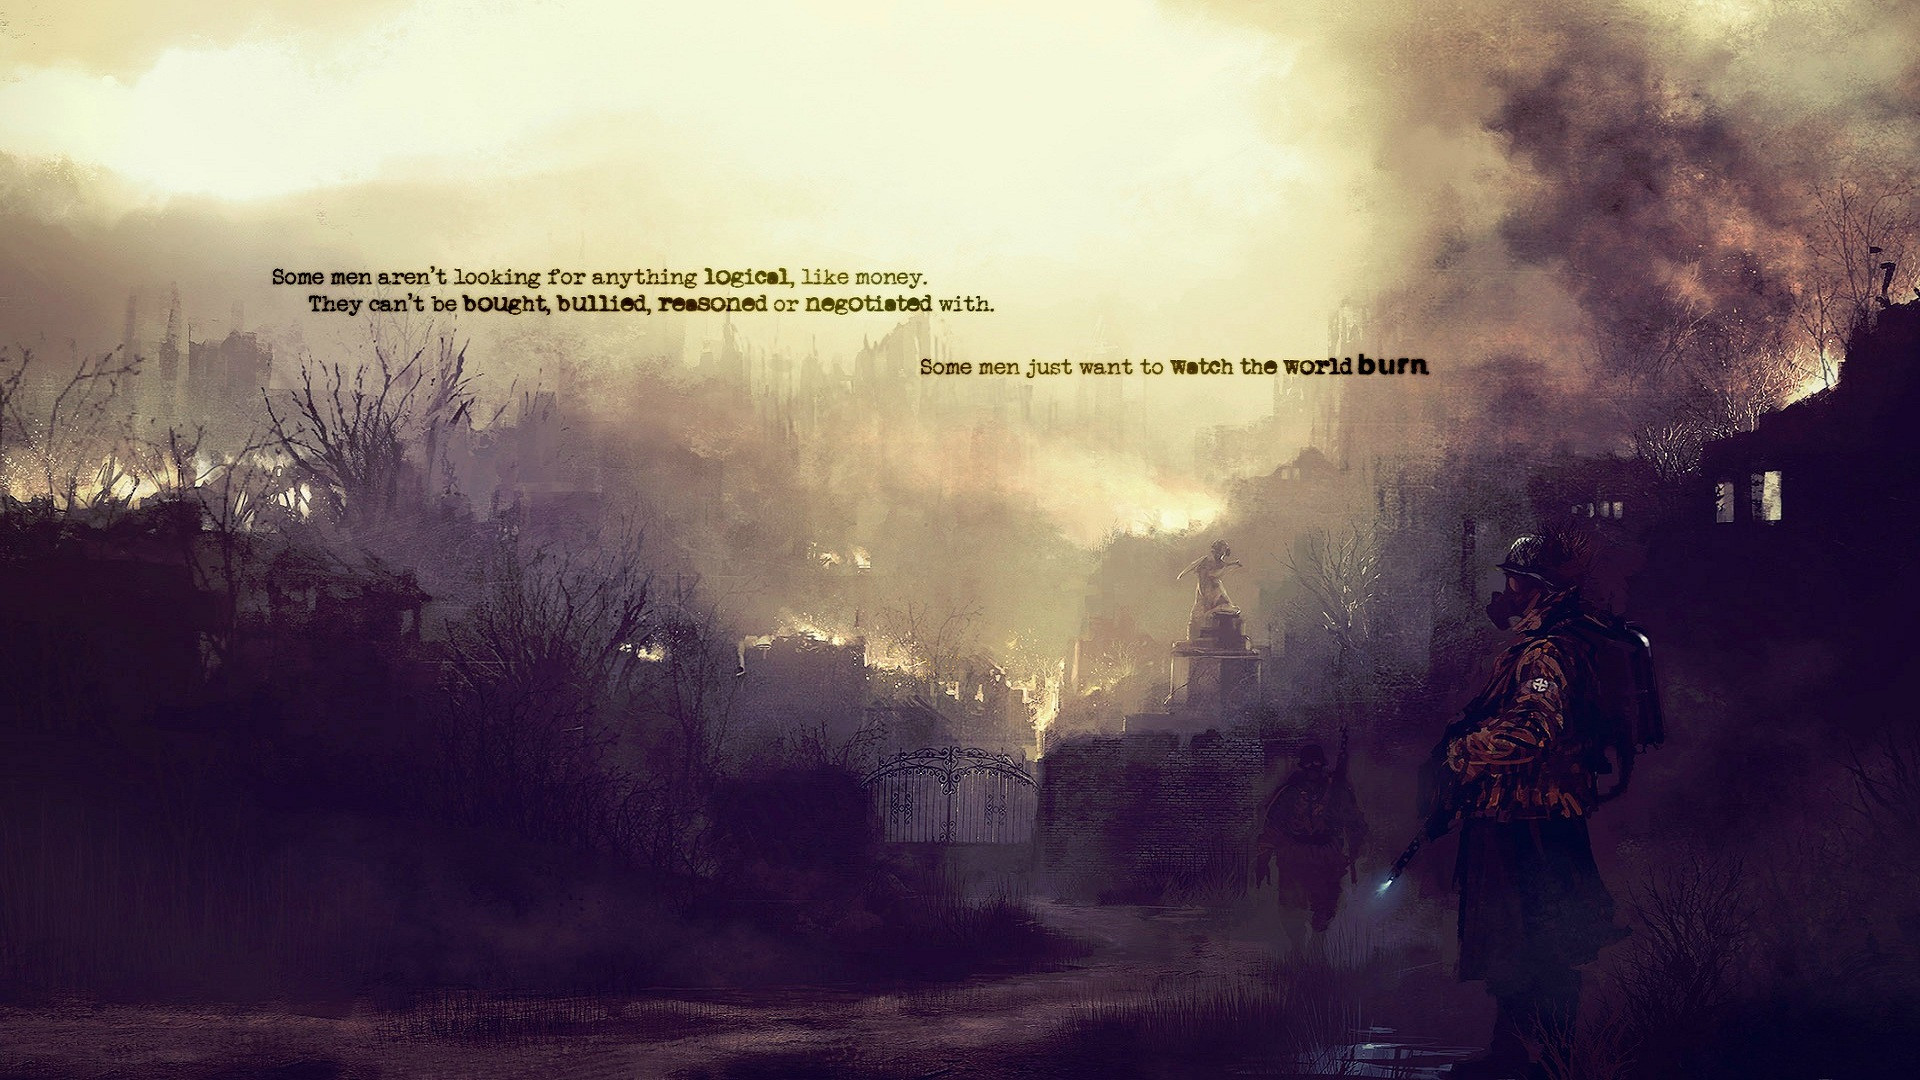 Some men aren't looking for anything logical, like money.
They can't be bought, bullied, reasoned or negotiated with.
Some men just want to watch the world burn.